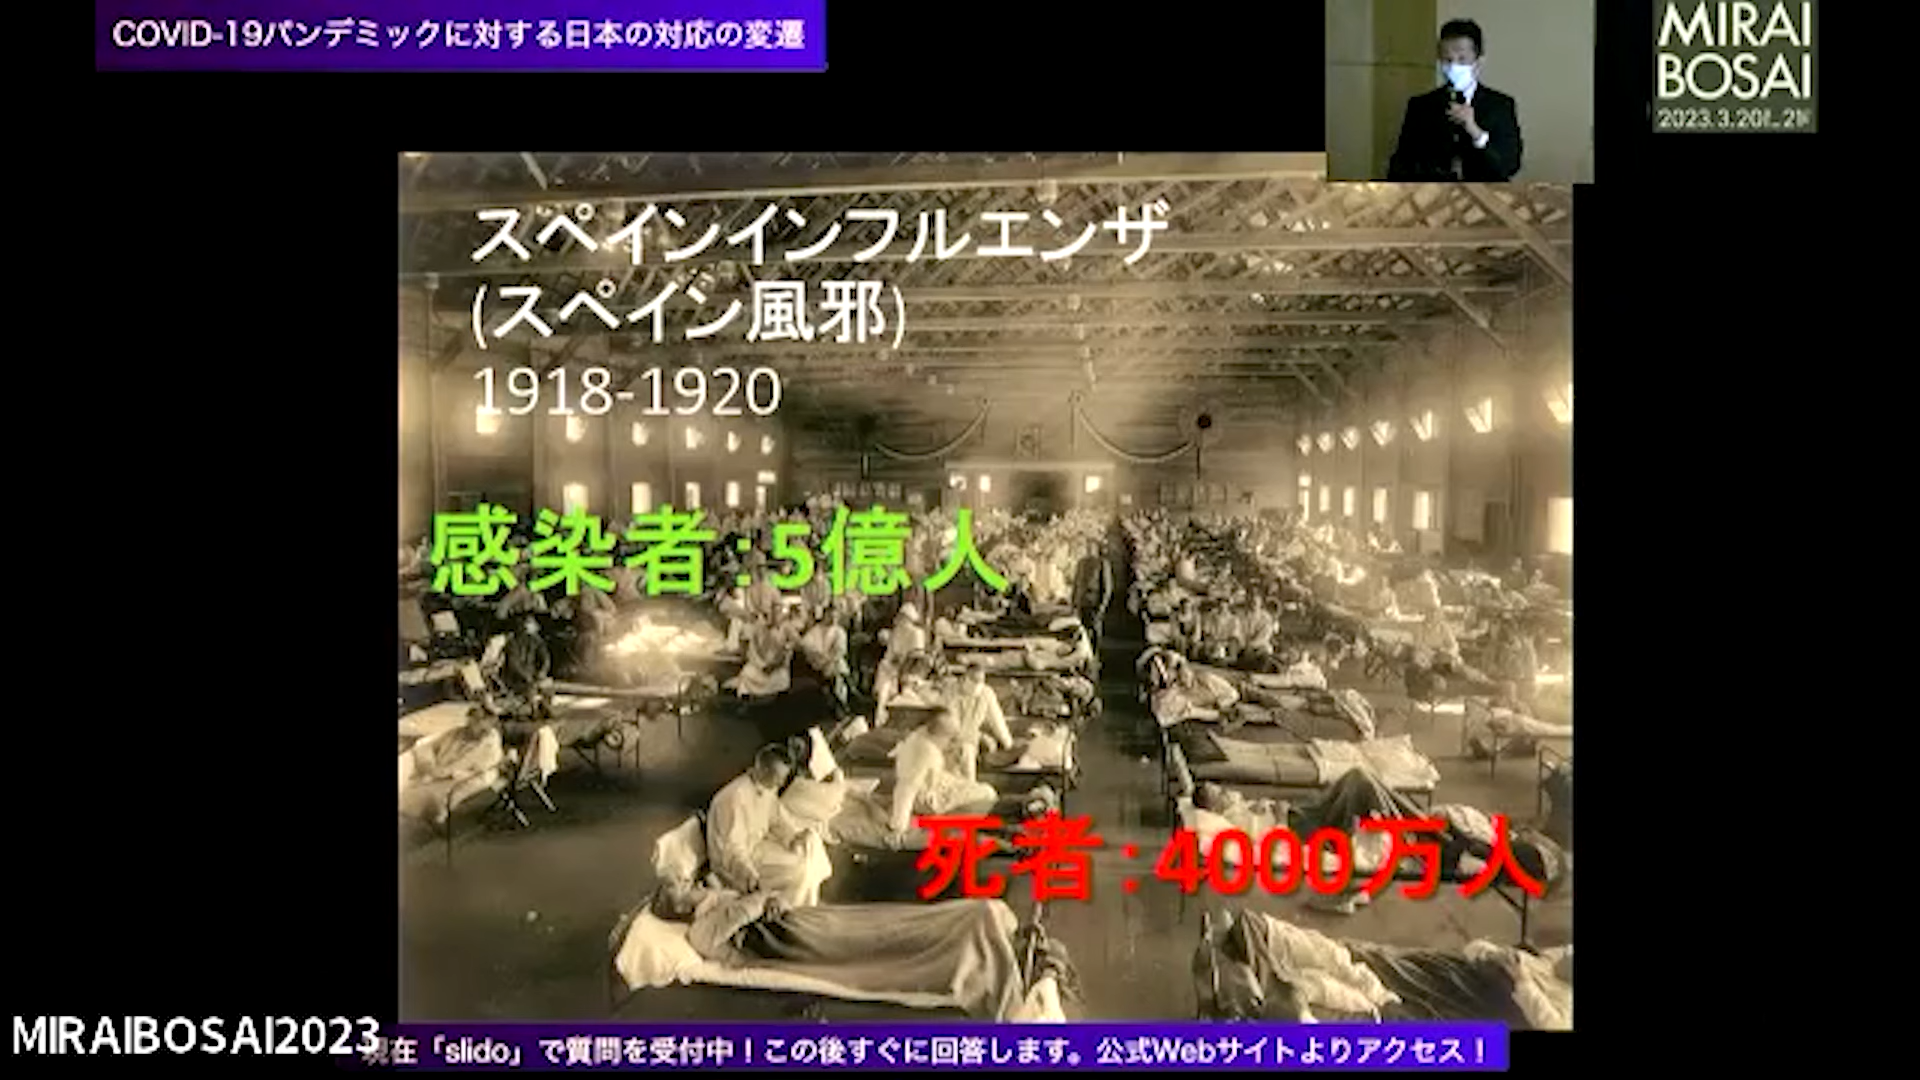 COVID-19パンデミックに対する日本の対応の変遷
MIRAI
BOSAI
スペインインフルエンザ
(スペイン風邪)
1918-1920
感染者:5億人
死者:4000万人
MIRAIBOSAI2023
現在「slido」で質問を受付中！この後すぐに回答します。公式Webサイトよりアクセス！